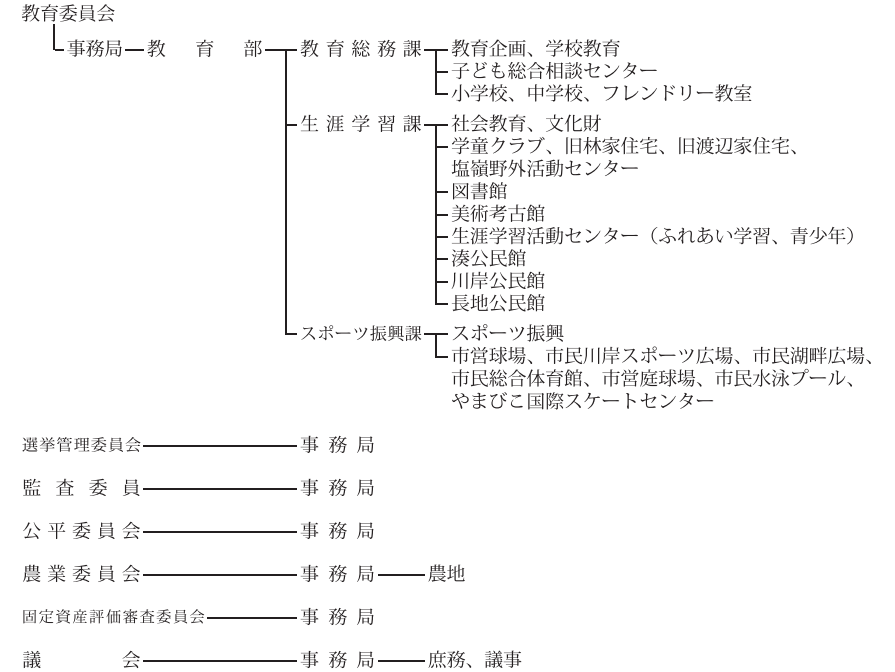 教育委員会
事務局 教育部 教育総務課 教育企画、学校教育
子ども総合相談センター
小学校、中学校、フレンドリー教室
生涯学習課 社会教育、文化財
学童クラブ、旧林家住宅、旧渡辺家住宅、
塩嶺野外活動センター
図書館
美術考古館
生涯学習活動センター（ふれあい学習、青少年）
湊公民館
川岸公民館
長地公民館
スポーツ振興課 スポーツ振興
市営球場、市民川岸スポーツ広場、市民湖畔広場、
市民総合体育館、市営庭球場、市民水泳プール、
やまびこ国際スケートセンター
選挙管理委員会 事務局
監査委員 事務局
公平委員会 事務局
農業委員会 事務局 農地
固定資産評価審査委員会 事務局
議会 事務局 庶務、議事